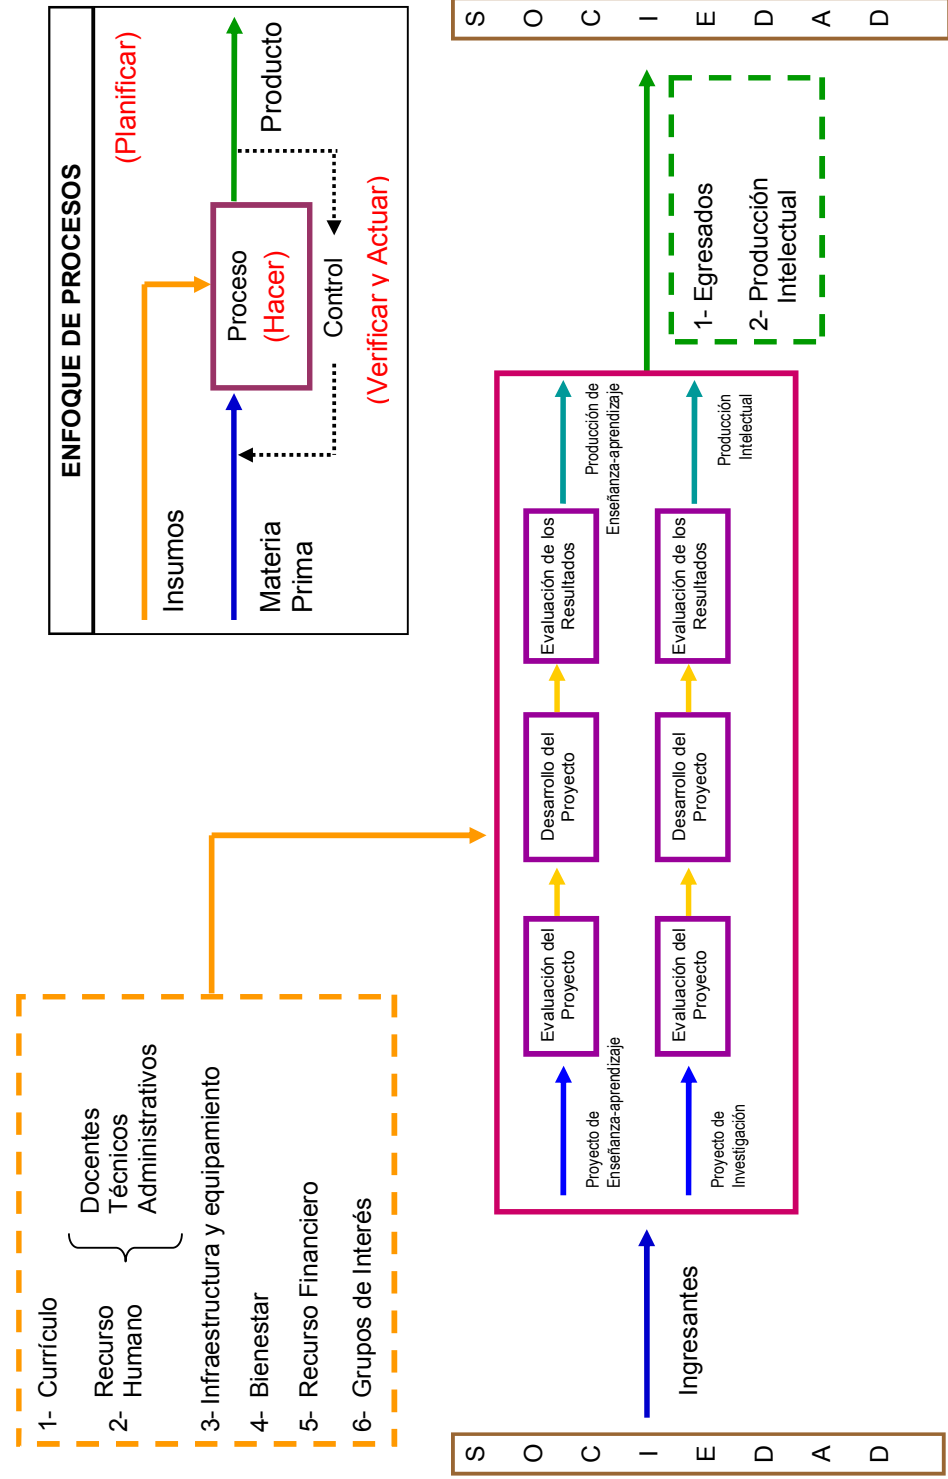 ENFOQUE DE PROCESOS
(Planificar)
Insumos
Materia
Prima
Proceso
(Hacer)
Producto
Control
(Verificar y Actuar)
1- Currículo
2-
Recurso
Humano
Docentes
Técnicos
Administrativos
3- Infraestructura y equipamiento
4- Bienestar
5- Recurso Financiero
6- Grupos de Interés
S O C I E D A D
Ingresantes
Proyecto de
Enseñanza-aprendizaje
Evaluación del
Proyecto
Desarrollo del
Proyecto
Evaluación de los
Resultados
Producción de
Enseñanza-aprendizaje
Proyecto de
Investigación
Evaluación del
Proyecto
Desarrollo del
Proyecto
Evaluación de los
Resultados
Producción
Intelectual
1- Egresados
2- Producción
Intelectual
S O C I E D A D